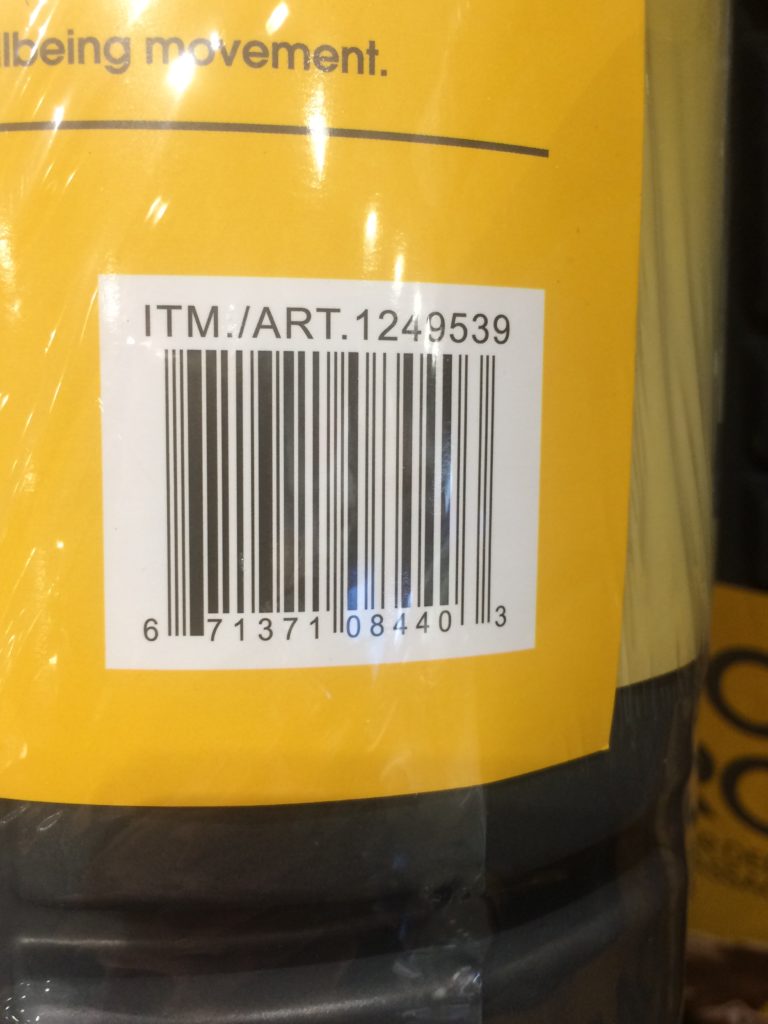 lbeing movement.
ITM./ART.1249539
6 71371 08440 3